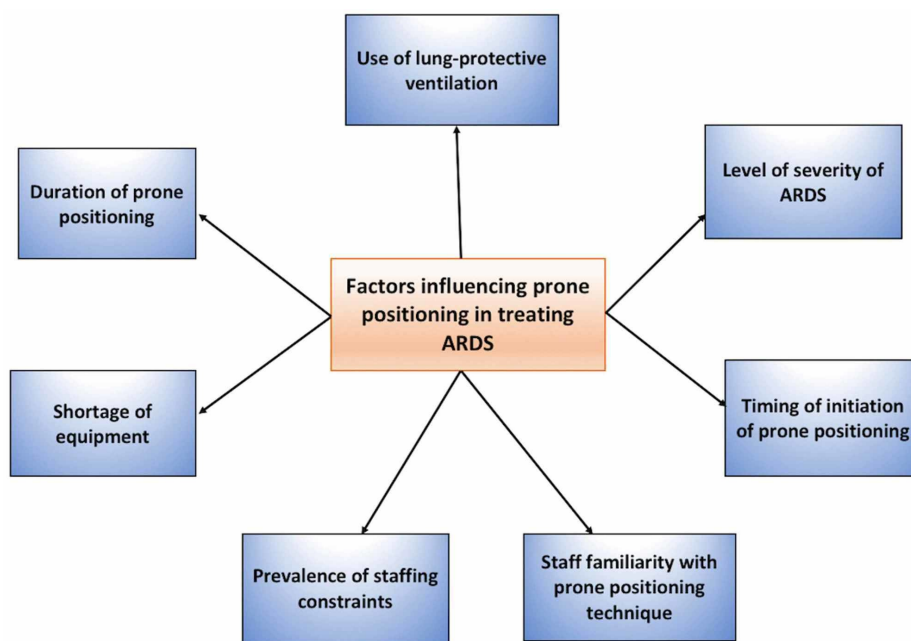 Use of lung-protective
ventilation
Level of severity of
ARDS
Duration of prone
positioning
Factors influencing prone
positioning in treating
ARDS
Shortage of
equipment
Timing of initiation
of prone positioning
Prevalence of staffing
constraints
Staff familiarity with
prone positioning
technique